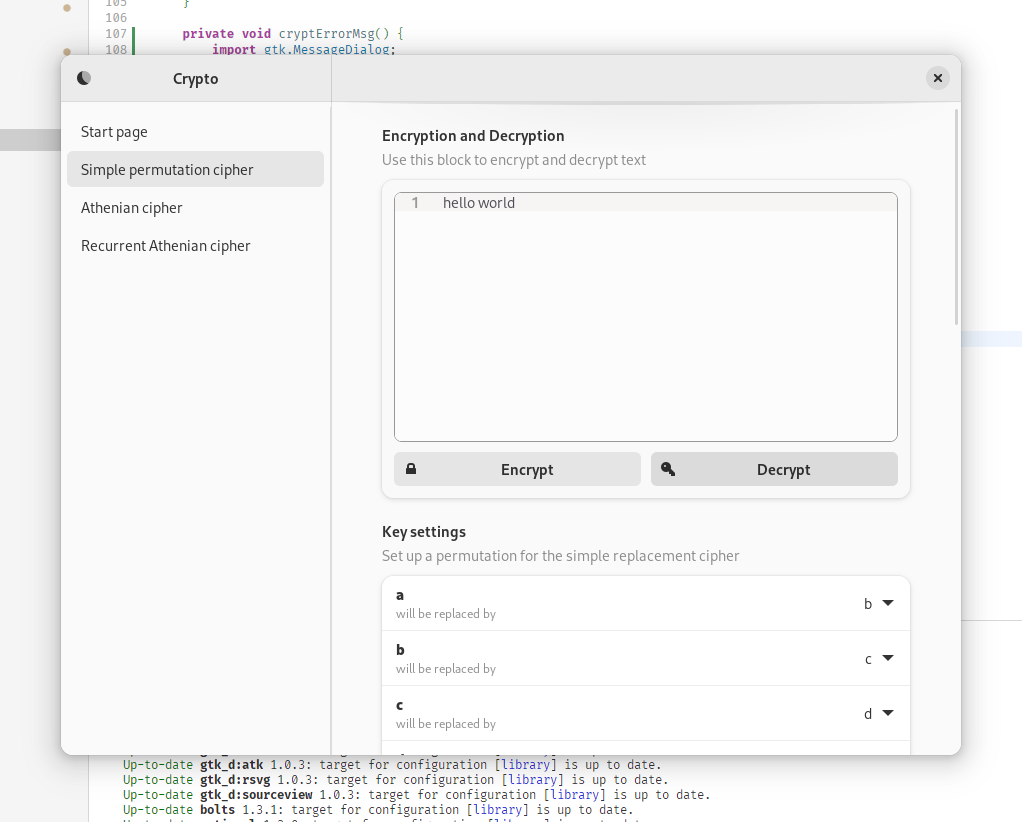 105 }
106
107 private void cryptErrorMsg() {
108 import gtk.MessageDialog;
Crypto
Start page
Simple permutation cipher
Athenian cipher
Recurrent Athenian cipher
Encryption and Decryption
Use this block to encrypt and decrypt text
1 hello world
Encrypt
Decrypt
Key settings
Set up a permutation for the simple replacement cipher
a
will be replaced by
b
b
will be replaced by
c
c
will be replaced by
d
Up-to-date gtk_d:atk 1.0.3: target for configuration [library] is up to date.
Up-to-date gtk_d:rsvg 1.0.3: target for configuration [library] is up to date.
Up-to-date gtk_d:sourceview 1.0.3: target for configuration [library] is up to date.
Up-to-date bolts 1.3.1: target for configuration [library] is up to date.